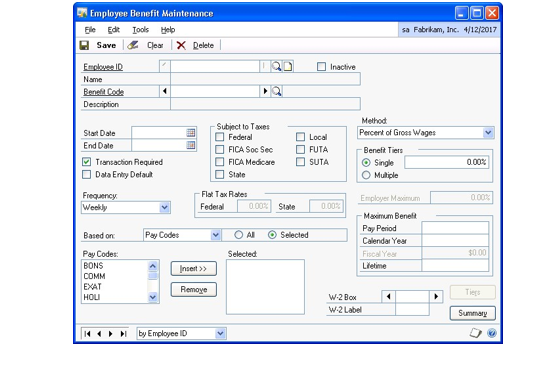 Employee Benefit Maintenance
File Edit Tools Help sa Fabrikam, Inc. 4/12/2017
Save Clear Delete
Employee ID Inactive
Name
Benefit Code
Description
Start Date
End Date
Transaction Required
Data Entry Default
Subject to Taxes
Federal Local
FICA Soc Sec FUTA
FICA Medicare SUTA
State
Method:
Percent of Gross Wages
Benefit Tiers
Single 0.00%
Multiple
Frequency:
Weekly
Flat Tax Rates
Federal 0.00% State 0.00%
Employer Maximum 0.00%
Maximum Benefit
Pay Period
Calendar Year
Fiscal Year $0.00
Lifetime
Based on: Pay Codes All Selected
Pay Codes:
BONS
COMM
EXAT
HOLI
Insert >>
Remove
Selected:
W-2 Box
W-2 Label
Tiers
Summary
by Employee ID